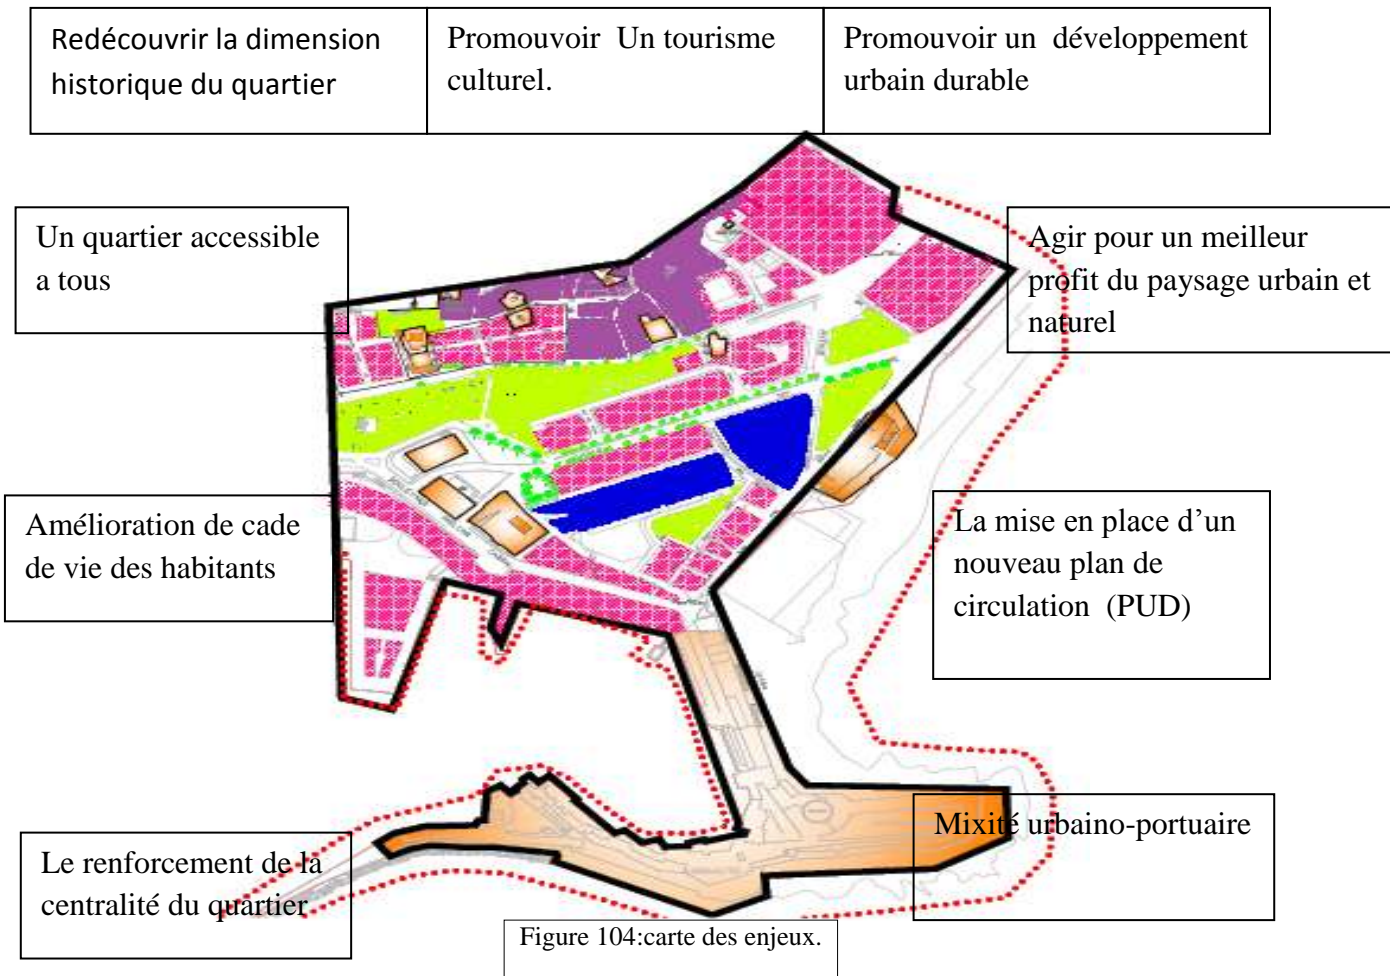 Redécouvrir la dimension
historique du quartier
Promouvoir Un tourisme
culturel.
Promouvoir un développement
urbain durable
Un quartier accessible
a tous
Agir pour un meilleur
profit du paysage urbain et
naturel
Amélioration de cade
de vie des habitants
La mise en place d’un
nouveau plan de
circulation (PUD)
Mixité urbaino-portuaire
Le renforcement de la
centralité du quartier
Figure 104:carte des enjeux.